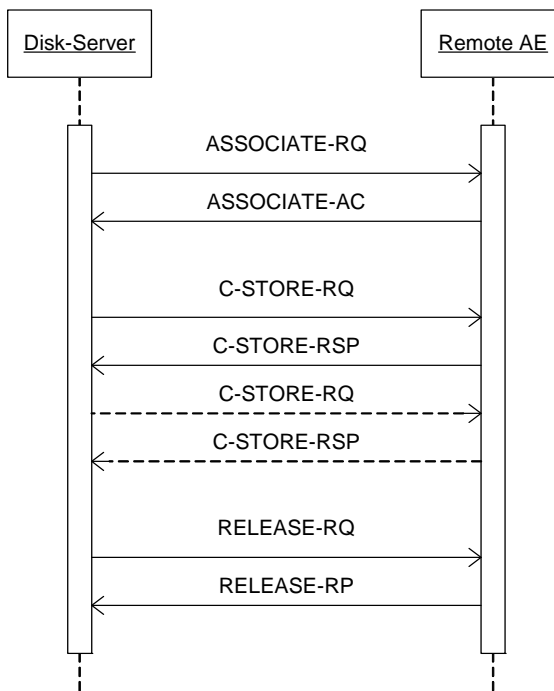 Disk-Server
Remote AE
ASSOCIATE-RQ
ASSOCIATE-AC
C-STORE-RQ
C-STORE-RSP
C-STORE-RQ
C-STORE-RSP
RELEASE-RQ
RELEASE-RP